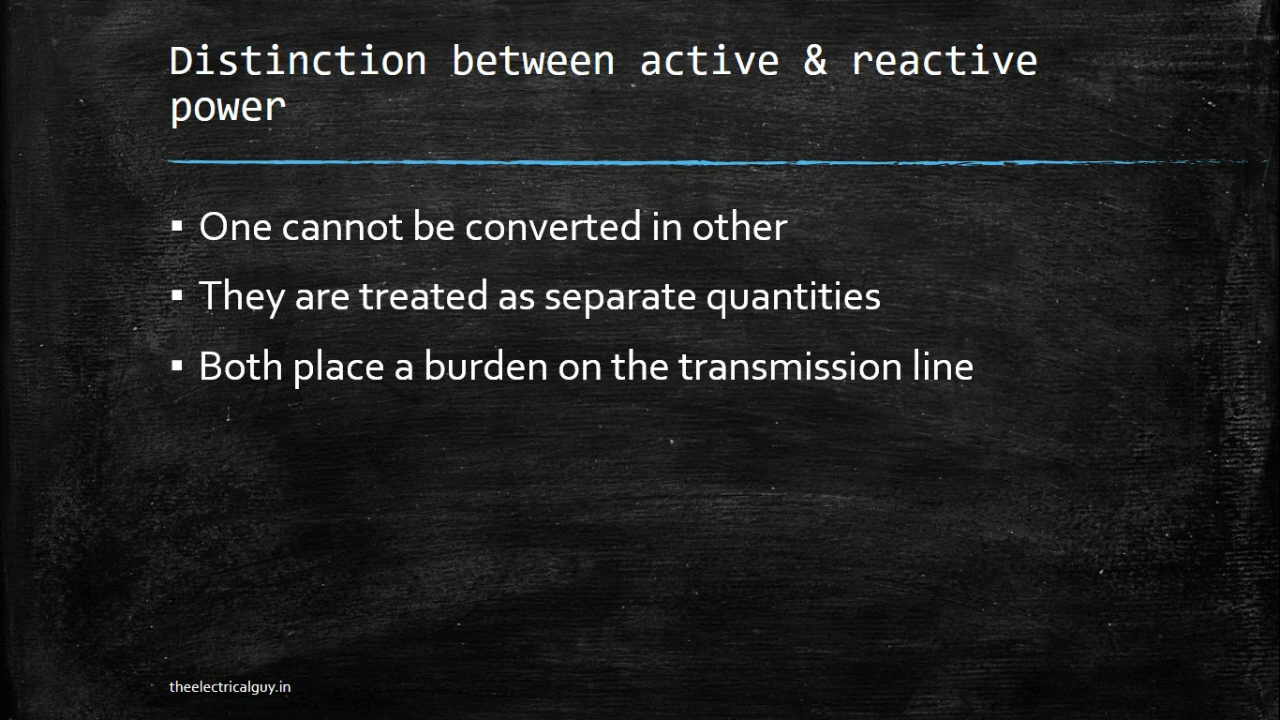 Distinction between active & reactive
power
▪ One cannot be converted in other
▪ They are treated as separate quantities
▪ Both place a burden on the transmission line
theelectricalguy.in